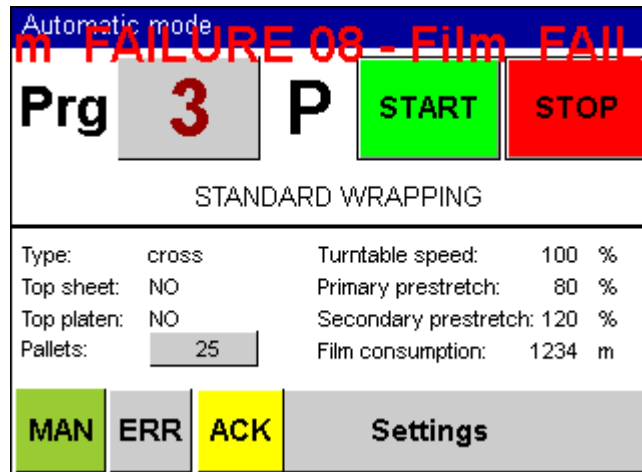 Automatic mode
m FAILURE 08 - Film FAIL
Prg 3 P START STOP
STANDARD WRAPPING
Type: cross Turntable speed: 100 %
Top sheet: NO Primary prestretch: 80 %
Top platen: NO Secondary prestretch: 120 %
Pallets: 25 Film consumption: 1234 m
MAN ERR ACK Settings